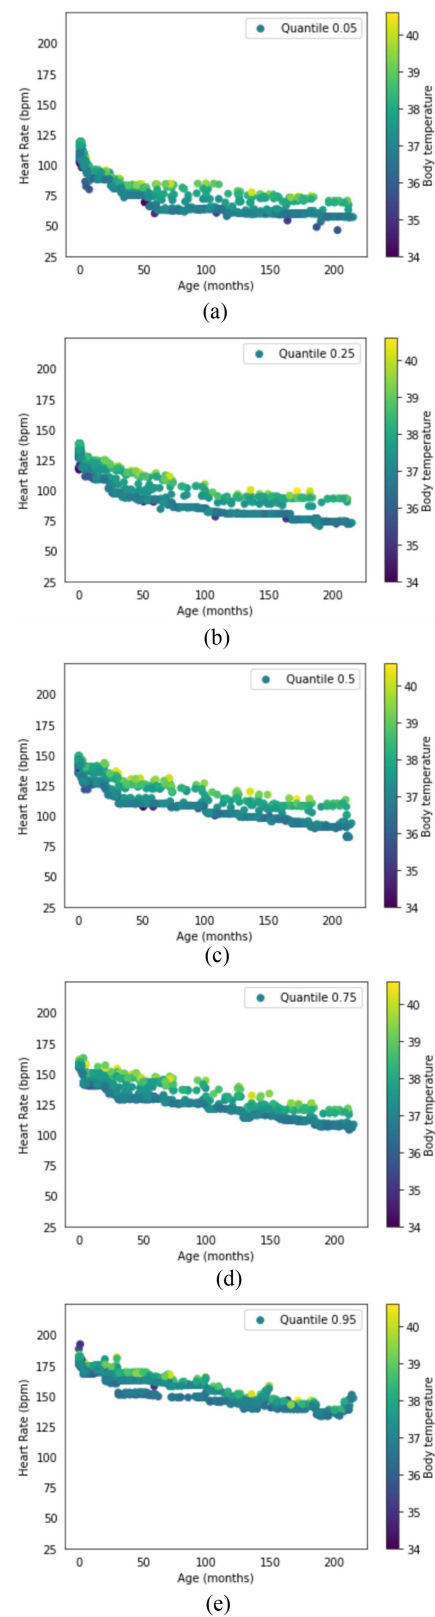 Quantile 0.05
Heart Rate (bpm)
200
175
150
125
100
75
50
25
0 50 100 150 200
Age (months)
40
39
38
37
36
35
34
Body temperature
(a)
Quantile 0.25
Heart Rate (bpm)
200
175
150
125
100
75
50
25
0 50 100 150 200
Age (months)
40
39
38
37
36
35
34
Body temperature
(b)
Quantile 0.5
Heart Rate (bpm)
200
175
150
125
100
75
50
25
0 50 100 150 200
Age (months)
40
39
38
37
36
35
34
Body temperature
(c)
Quantile 0.75
Heart Rate (bpm)
200
175
150
125
100
75
50
25
0 50 100 150 200
Age (months)
40
39
38
37
36
35
34
Body temperature
(d)
Quantile 0.95
Heart Rate (bpm)
200
175
150
125
100
75
50
25
0 50 100 150 200
Age (months)
40
39
38
37
36
35
34
Body temperature
(e)